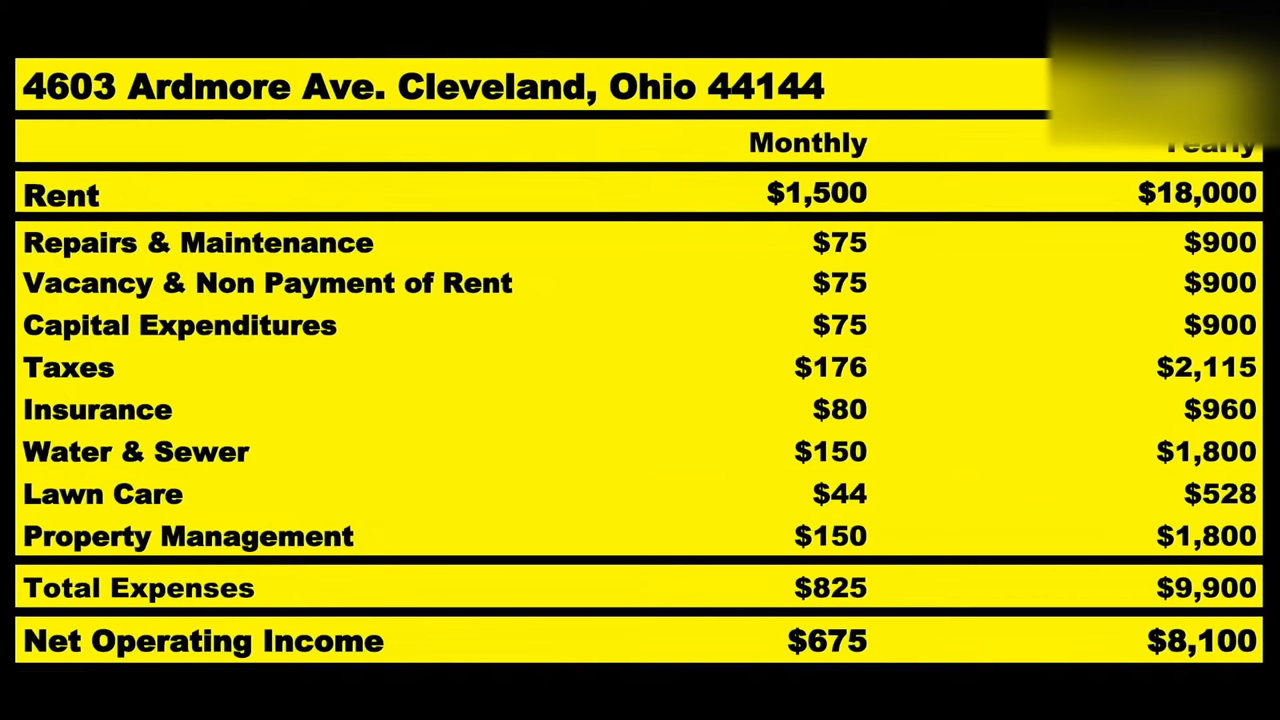 4603 Ardmore Ave. Cleveland, Ohio 44144
Monthly Yearly
Rent $1,500 $18,000
Repairs & Maintenance $75 $900
Vacancy & Non Payment of Rent $75 $900
Capital Expenditures $75 $900
Taxes $176 $2,115
Insurance $80 $960
Water & Sewer $150 $1,800
Lawn Care $44 $528
Property Management $150 $1,800
Total Expenses $825 $9,900
Net Operating Income $675 $8,100